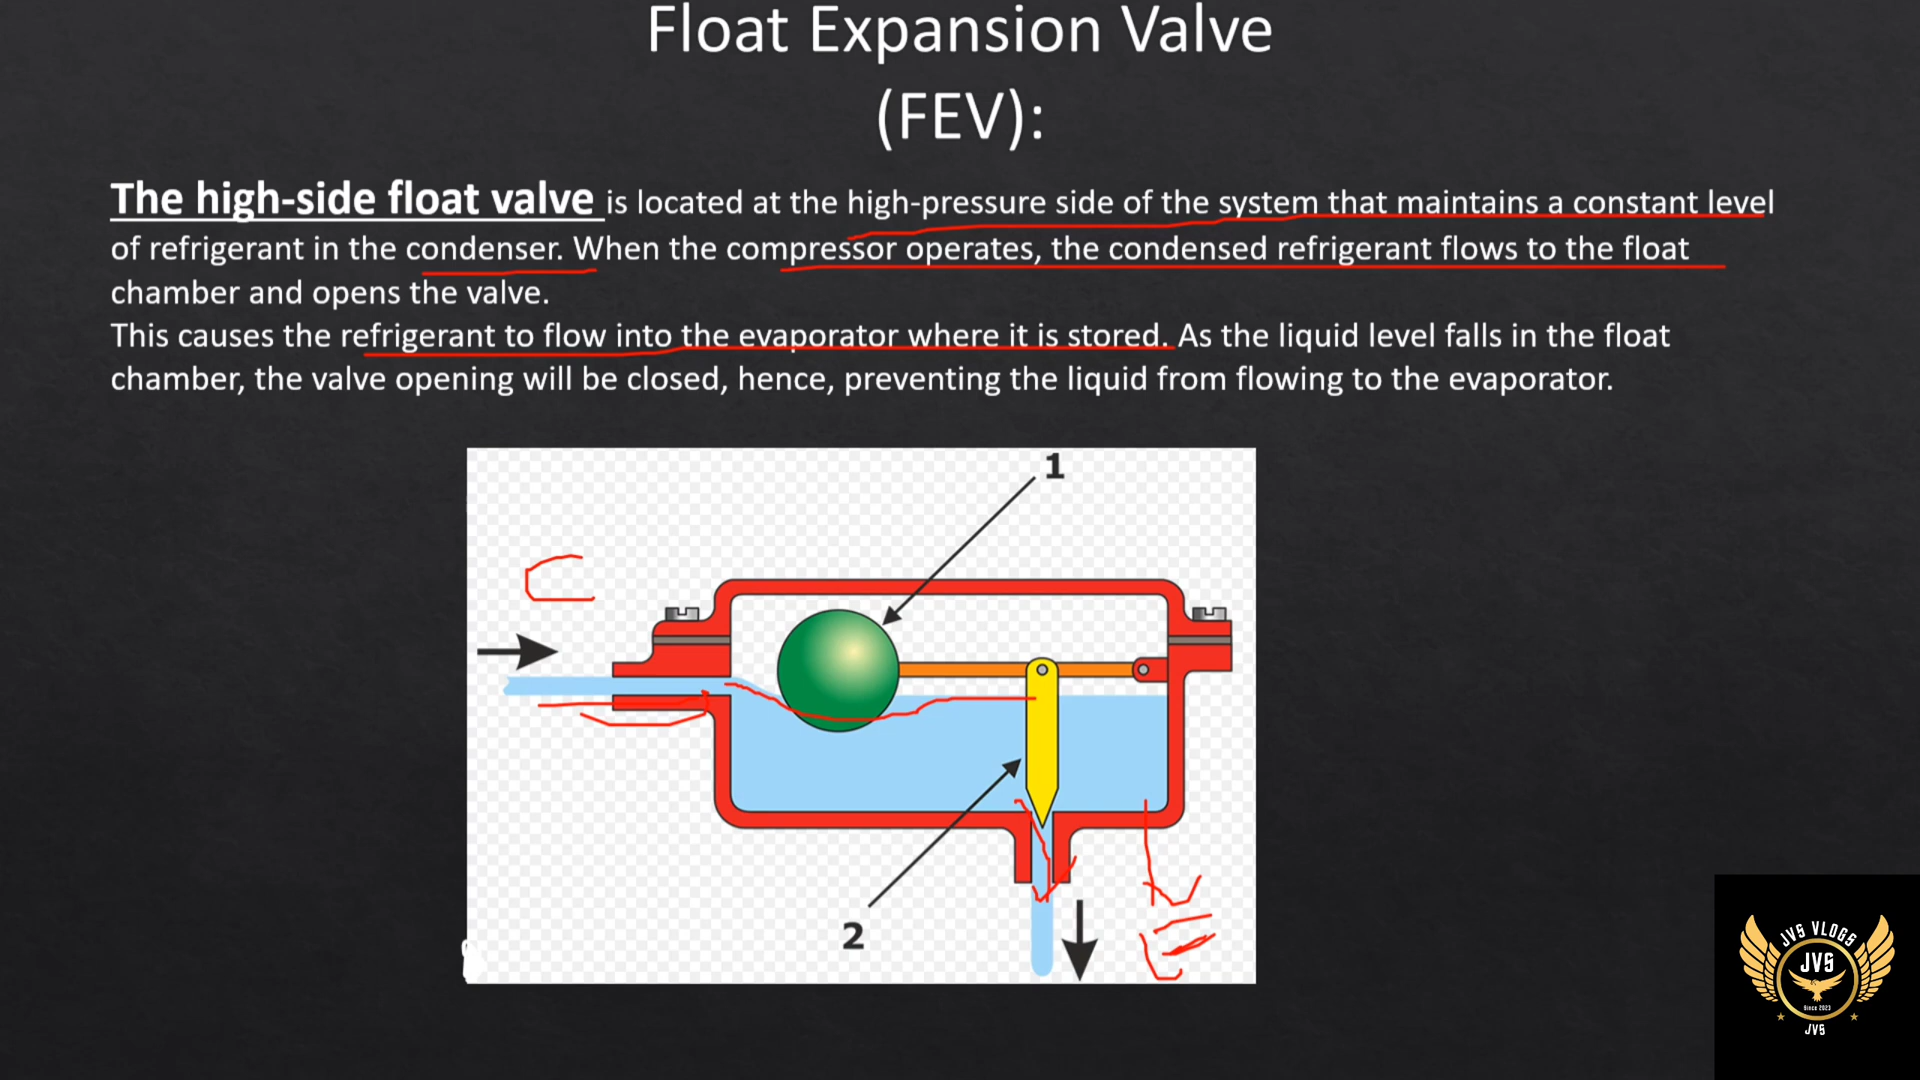 Float Expansion Valve
(FEV):
The high-side float valve is located at the high-pressure side of the system that maintains a constant level
of refrigerant in the condenser. When the compressor operates, the condensed refrigerant flows to the float
chamber and opens the valve.
This causes the refrigerant to flow into the evaporator where it is stored. As the liquid level falls in the float
chamber, the valve opening will be closed, hence, preventing the liquid from flowing to the evaporator.
1
C
2
E
JVS VLOGS
JVS
Since 2023
JVS